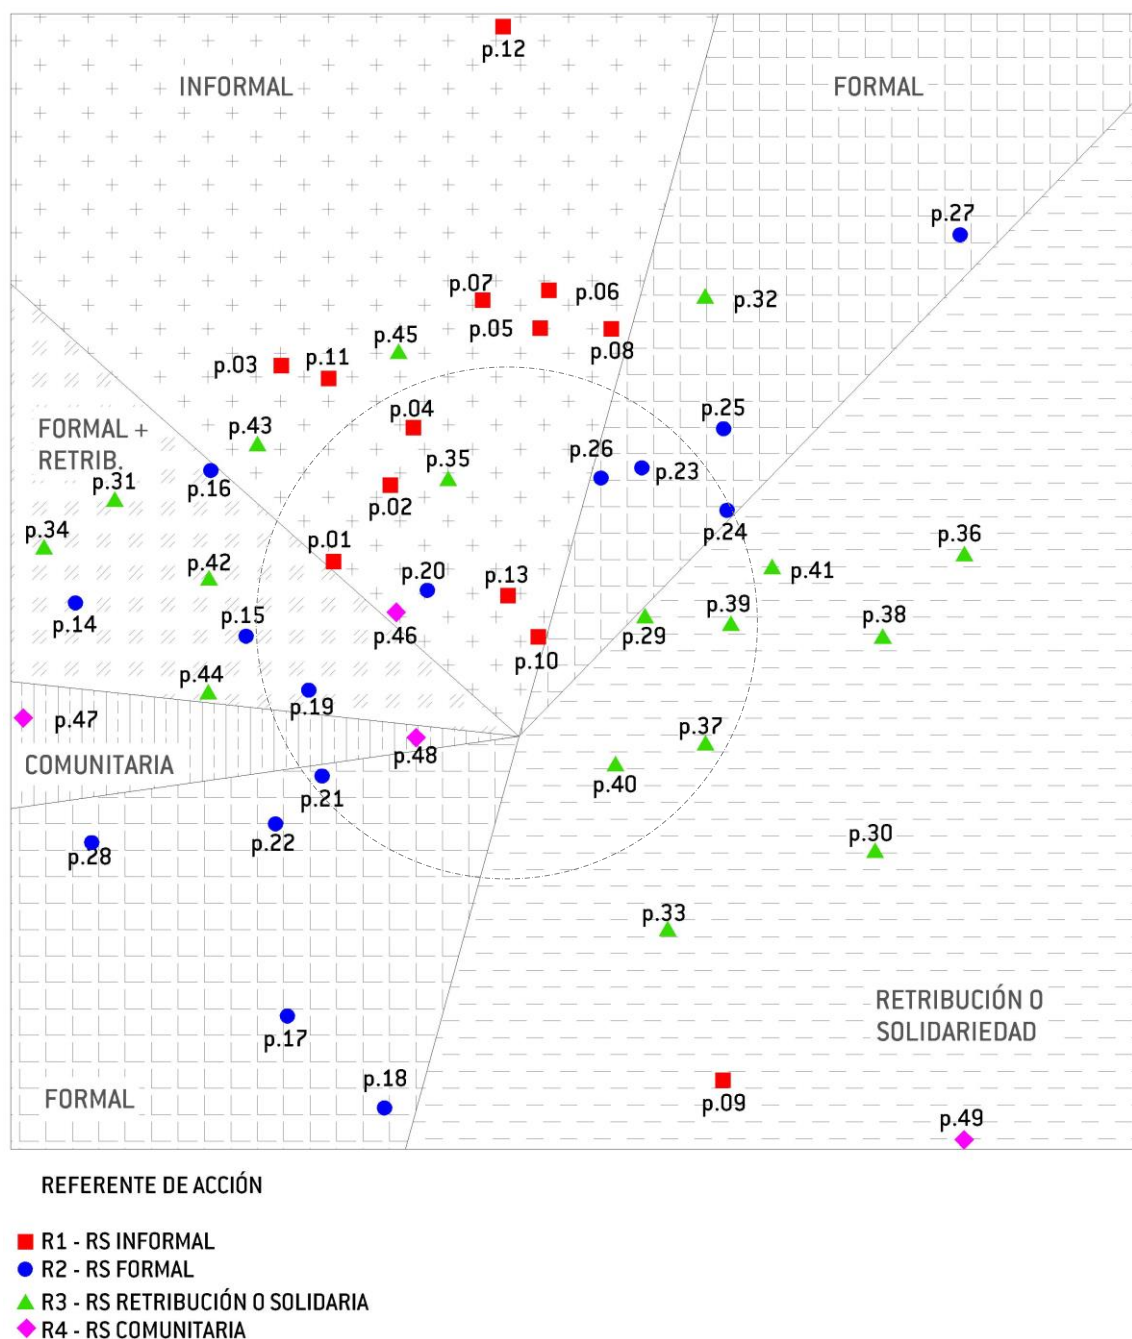 p.12
INFORMAL
FORMAL
p.27
p.07
p.06
p.32
p.05
p.45
p.08
p.03
p.11
p.04
p.25
FORMAL +
RETRIB.
p.43
p.35
p.26
p.23
p.31
p.16
p.02
p.34
p.24
p.36
p.01
p.42
p.20
p.13
p.41
p.14
p.15
p.46
p.39
p.29
p.38
p.10
p.44
p.19
p.47
p.37
p.48
COMUNITARIA
p.40
p.21
p.22
p.28
p.30
p.33
RETRIBUCIÓN O
SOLIDARIEDAD
p.17
p.18
FORMAL
p.09
p.49
REFERENTE DE ACCIÓN
R1 - RS INFORMAL
R2 - RS FORMAL
R3 - RS RETRIBUCIÓN O SOLIDARIA
R4 - RS COMUNITARIA